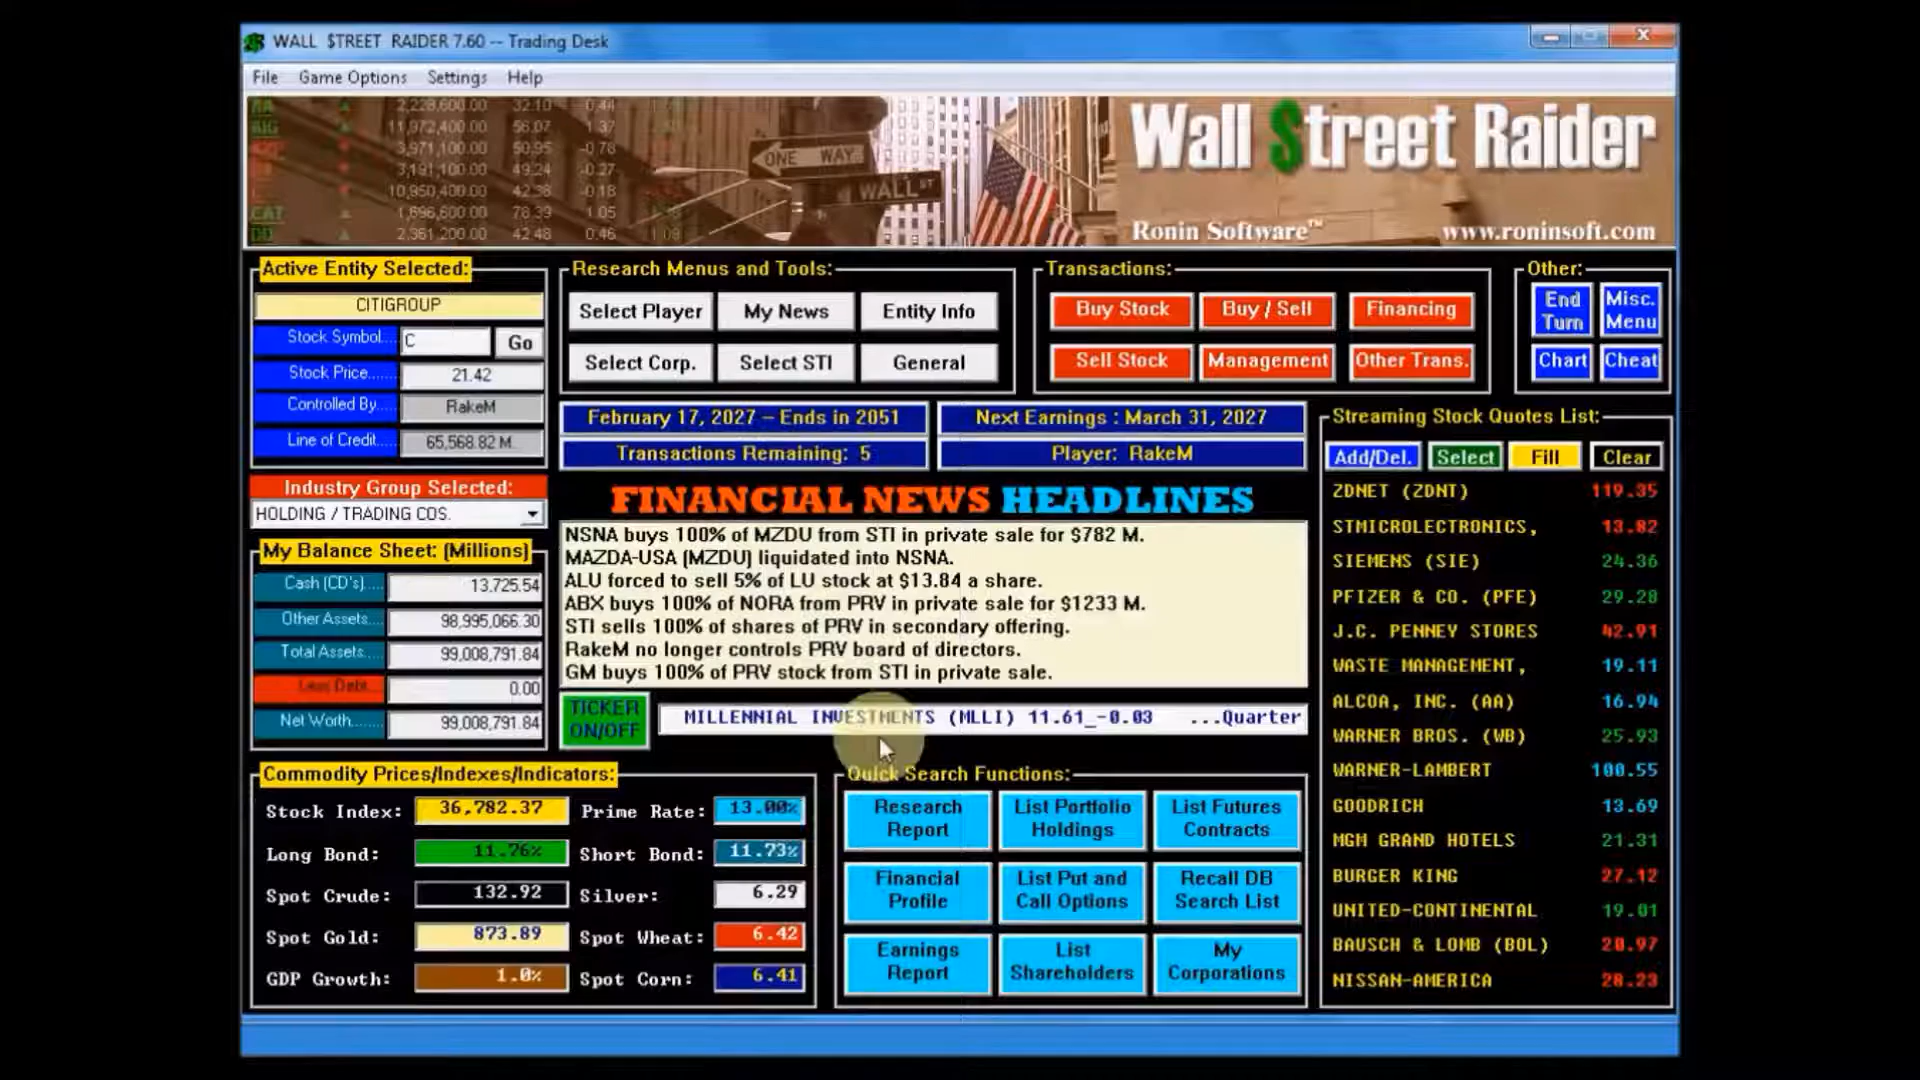 WALL $TREET RAIDER 7.60 -- Trading Desk
File Game Options Settings Help
2,228,600.00 32.10 0.44
BIG 11,972,400.00 56.07 1.37
3,971,100.00 50.95 -0.78
3,191,100.00 49.24 -0.27
10,950,400.00 42.38 -0.18
CAT 1,696,600.00 78.39 1.05
DD 2,361,200.00 42.48 0.46 1.09
ONE WAY
WALL ST
Wall $treet Raider
Ronin Software™ www.roninsoft.com
Active Entity Selected:
CITIGROUP
Stock Symbol... C Go
Stock Price...... 21.42
Controlled By.... RakeM
Line of Credit.... 65,568.82 M.
Industry Group Selected:
HOLDING / TRADING COS.
My Balance Sheet: (Millions)
Cash (CD's).... 13,725.54
Other Assets... 98,995,066.30
Total Assets.... 99,008,791.84
Less Debt... 0.00
Net Worth.... 99,008,791.84
Research Menus and Tools:
Select Player My News Entity Info
Select Corp. Select STI General
Transactions:
Buy Stock Buy / Sell Financing
Sell Stock Management Other Trans.
Other:
End Turn Misc. Menu
Chart Cheat
February 17, 2027 – Ends in 2051
Next Earnings : March 31, 2027
Transactions Remaining: 5
Player: RakeM
FINANCIAL NEWS HEADLINES
NSNA buys 100% of MZDU from STI in private sale for $782 M.
MAZDA-USA (MZDU) liquidated into NSNA.
ALU forced to sell 5% of LU stock at $13.84 a share.
ABX buys 100% of NORA from PRV in private sale for $1233 M.
STI sells 100% of shares of PRV in secondary offering.
RakeM no longer controls PRV board of directors.
GM buys 100% of PRV stock from STI in private sale.
TICKER ON/OFF
MILLENNIAL INVESTMENTS (MLLI) 11.61_-0.03 ...Quarter
Streaming Stock Quotes List:
Add/Del. Select Fill Clear
ZDNET (ZDNT) 119.35
STMICROLECTRONICS, 13.82
SIEMENS (SIE) 24.36
PFIZER & CO. (PFE) 29.28
J.C. PENNEY STORES 42.91
WASTE MANAGEMENT, 19.11
ALCOA, INC. (AA) 16.94
WARNER BROS. (WB) 25.93
WARNER-LAMBERT 100.55
GOODRICH 13.69
MGM GRAND HOTELS 21.31
BURGER KING 27.12
UNITED-CONTINENTAL 19.01
BAUSCH & LOMB (BOL) 20.97
NISSAN-AMERICA 28.23
Commodity Prices/Indexes/Indicators:
Stock Index: 36,782.37 Prime Rate: 13.00%
Long Bond: 11.76% Short Bond: 11.73%
Spot Crude: 132.92 Silver: 6.29
Spot Gold: 873.89 Spot Wheat: 6.42
GDP Growth: 1.0% Spot Corn: 6.41
Quick Search Functions:
Research Report List Portfolio Holdings List Futures Contracts
Financial Profile List Put and Call Options Recall DB Search List
Earnings Report List Shareholders My Corporations